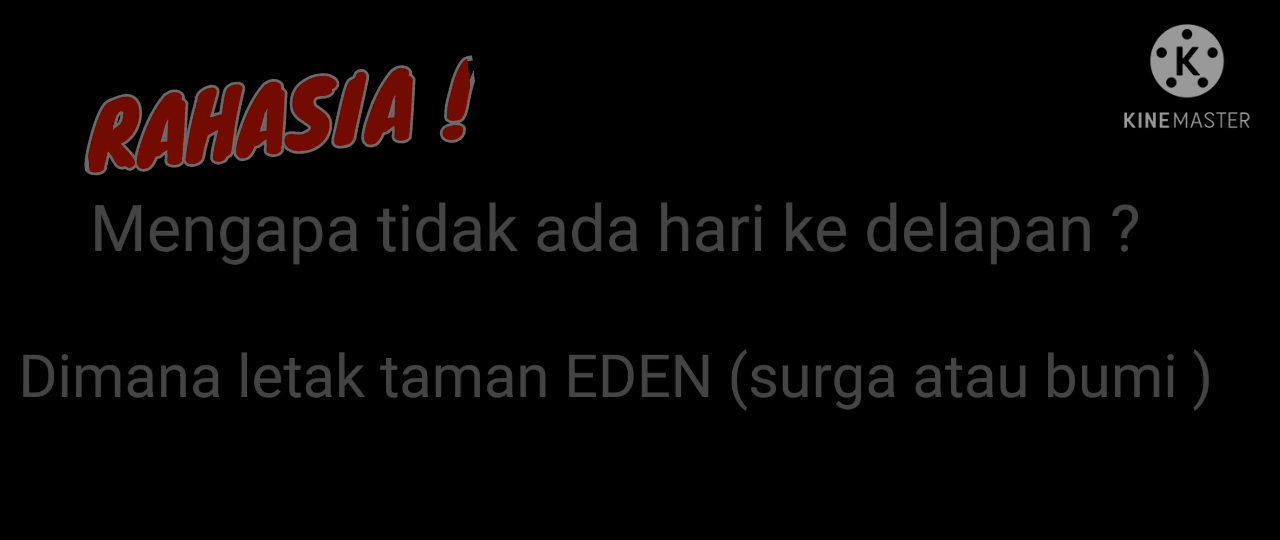 RAHASIA !
KINEMASTER
Mengapa tidak ada hari ke delapan ?
Dimana letak taman EDEN (surga atau bumi )